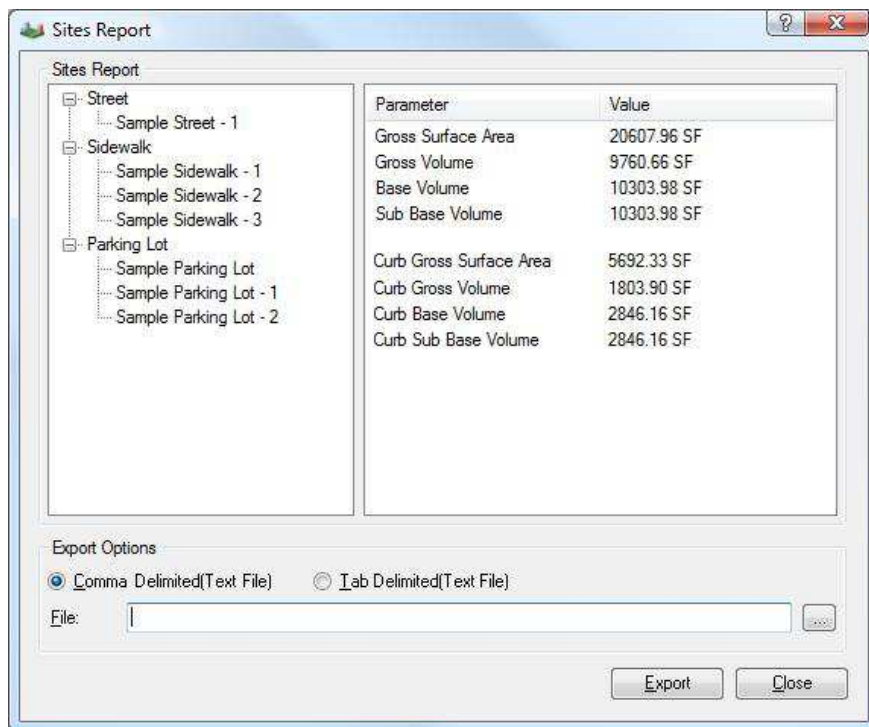 Sites Report
Sites Report
Street
Sample Street - 1
Sidewalk
Sample Sidewalk - 1
Sample Sidewalk - 2
Sample Sidewalk - 3
Parking Lot
Sample Parking Lot
Sample Parking Lot - 1
Sample Parking Lot - 2
Parameter Value
Gross Surface Area 20607.96 SF
Gross Volume 9760.66 SF
Base Volume 10303.98 SF
Sub Base Volume 10303.98 SF
Curb Gross Surface Area 5692.33 SF
Curb Gross Volume 1803.90 SF
Curb Base Volume 2846.16 SF
Curb Sub Base Volume 2846.16 SF
Export Options
Comma Delimited(Text File) Tab Delimited(Text File)
File: ...
Export Close